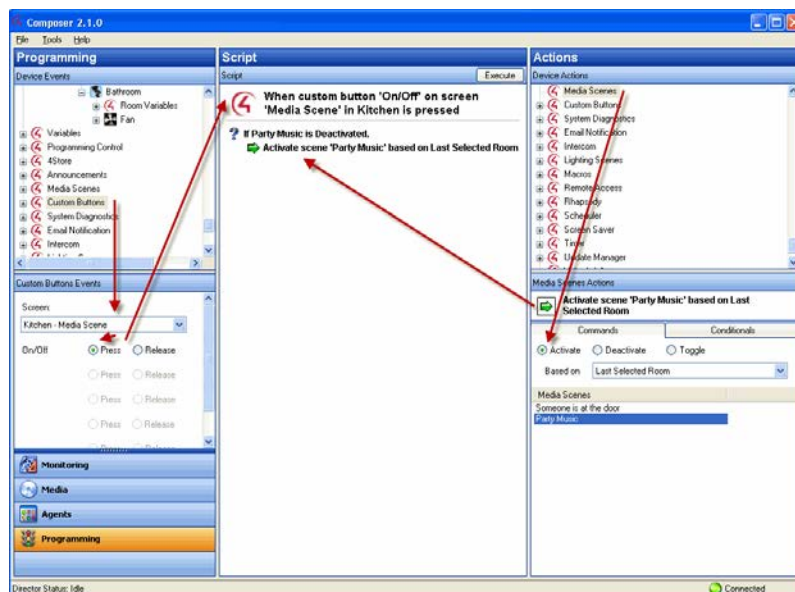 Composer 2.1.0
File Tools Help
Programming
Device Events
Bathroom
Room Variables
Fan
Variables
Programming Control
4Store
Announcements
Media Scenes
Custom Buttons
System Diagnostics
Email Notification
Intercom
Custom Buttons Events
Screen:
Kitchen - Media Scene
On/Off Press Release
Press Release
Press Release
Press Release
Press Release
Monitoring
Media
Agents
Programming
Script
Script Execute
When custom button 'On/Off' on screen
'Media Scene' in Kitchen is pressed
If Party Music is Deactivated,
Activate scene 'Party Music' based on Last Selected Room
Actions
Device Actions
Media Scenes
Custom Buttons
System Diagnostics
Email Notification
Intercom
Lighting Scenes
Macros
Remote Access
Rhapsody
Scheduler
Screen Saver
Timer
Update Manager
Media Scenes Actions
Activate scene 'Party Music' based on Last
Selected Room
Commands Conditionals
Activate Deactivate Toggle
Based on Last Selected Room
Media Scenes
Someone is at the door
Party Music
Director Status: Idle
Connected